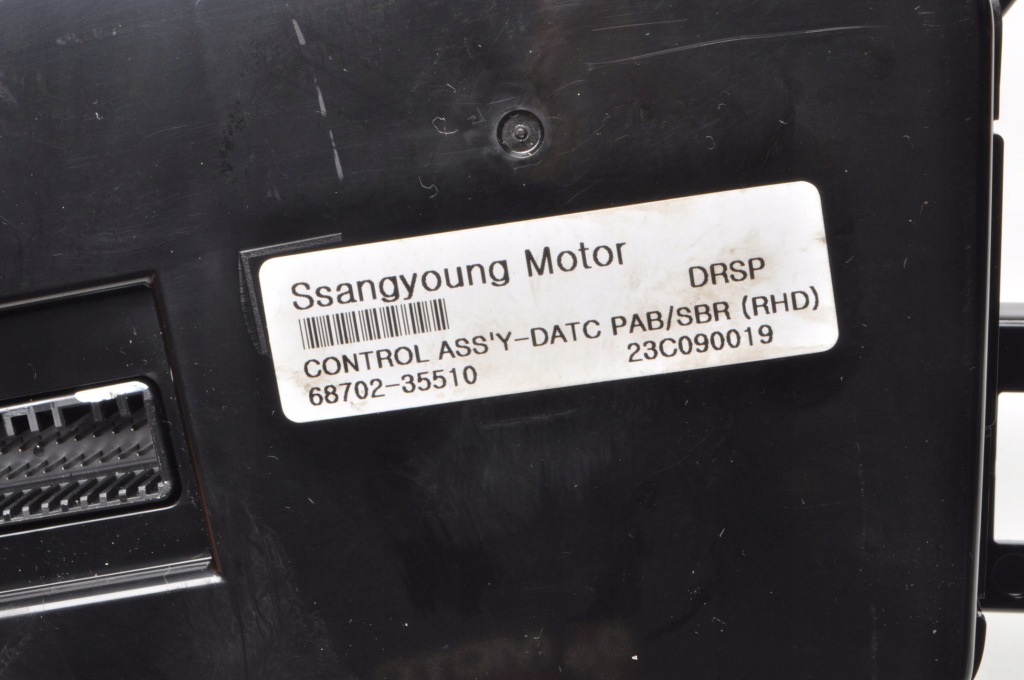 Ssangyoung Motor
DRSP
CONTROL ASS'Y-DATC PAB/SBR (RHD)
68702-35510 23C090019